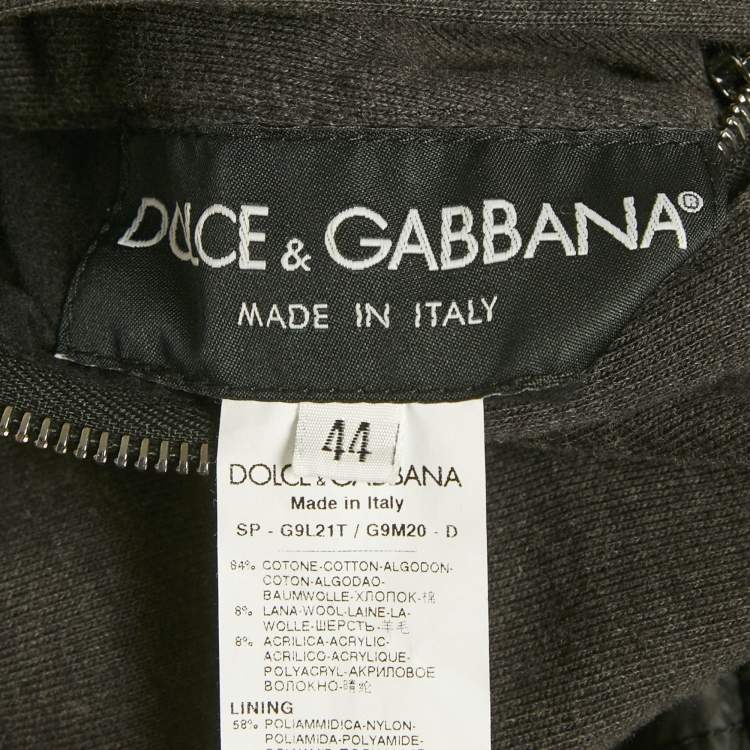 DOLCE & GABBANA®
MADE IN ITALY
44
DOLCE & GABBANA
Made in Italy
SP - G9L21T / G9M20 - D
84% COTONE-COTTON-ALGODON-
COTON-ALGODAO-
BAUMWOLLE-ХЛОПОК-棉
8% LANA-WOOL-LAINE-LA-
WOLLE-ШЕРСТЬ-羊毛
8% ACRILICA-ACRYLIC-
ACRILICO-ACRYLIQUE-
POLYACRYL-АКРИЛОВОЕ
ВОЛОКНО-晴纶
LINING
58% POLIAMMIDICA-NYLON-
POLIAMIDA-POLYAMIDE-